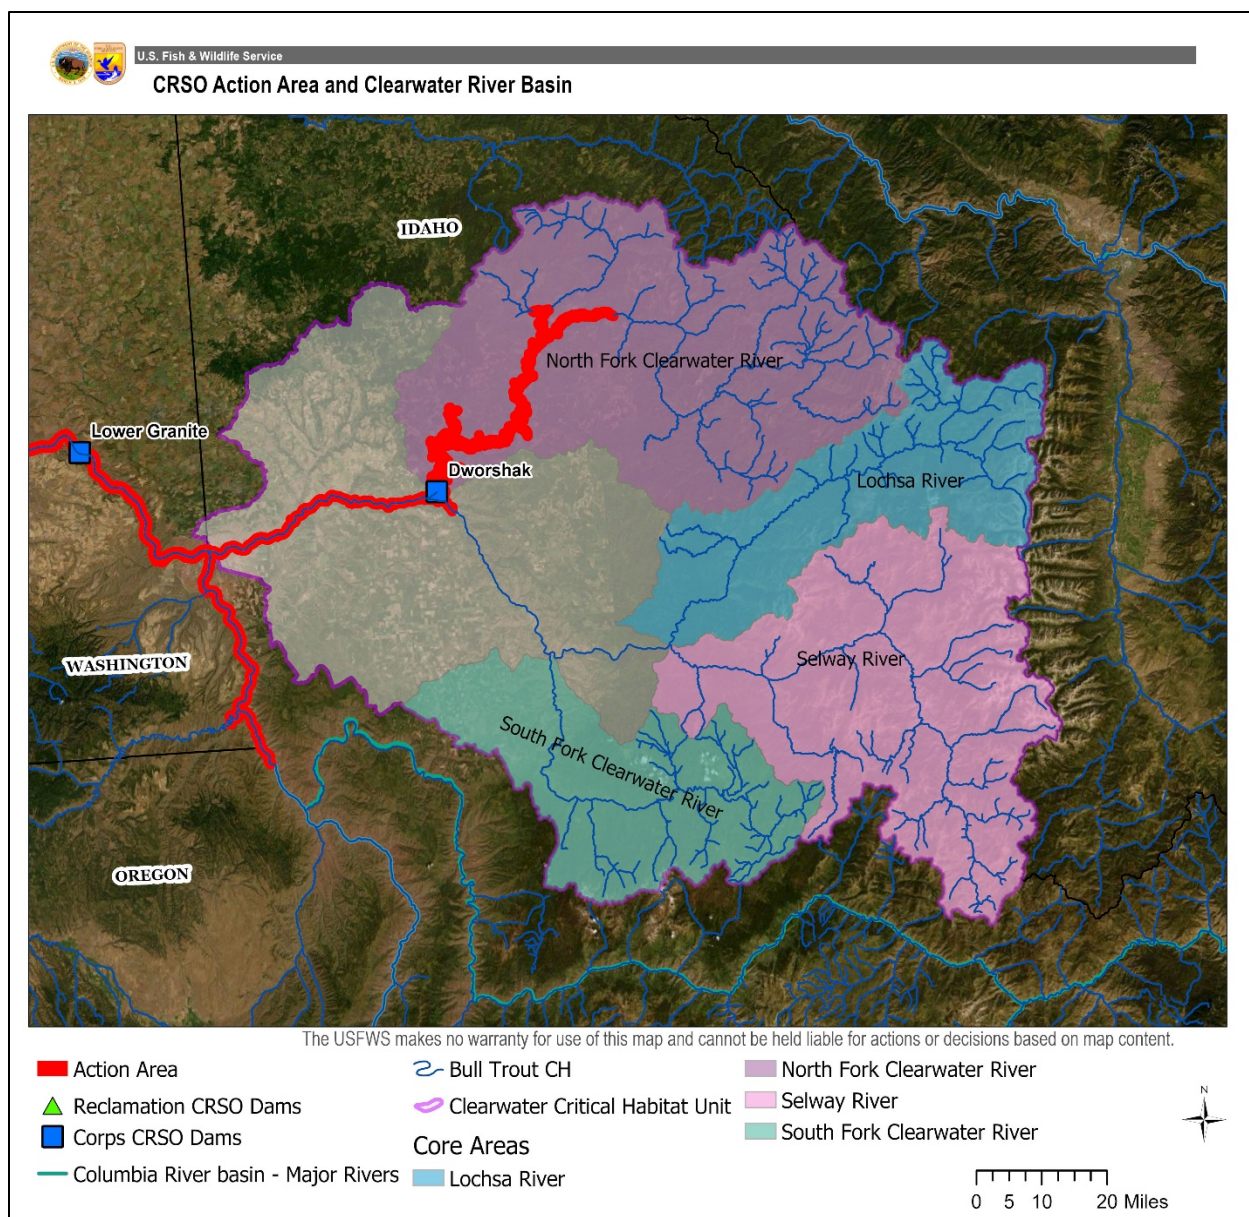 U.S. Fish & Wildlife Service
CRSO Action Area and Clearwater River Basin
IDAHO
North Fork Clearwater River
Lower Granite
Dworshak
Lochsa River
WASHINGTON
Selway River
South Fork Clearwater River
OREGON
The USFWS makes no warranty for use of this map and cannot be held liable for actions or decisions based on map content.
Action Area
Reclamation CRSO Dams
Corps CRSO Dams
Columbia River basin - Major Rivers
Bull Trout CH
Clearwater Critical Habitat Unit
Core Areas
Lochsa River
North Fork Clearwater River
Selway River
South Fork Clearwater River
N
0 5 10 20 Miles